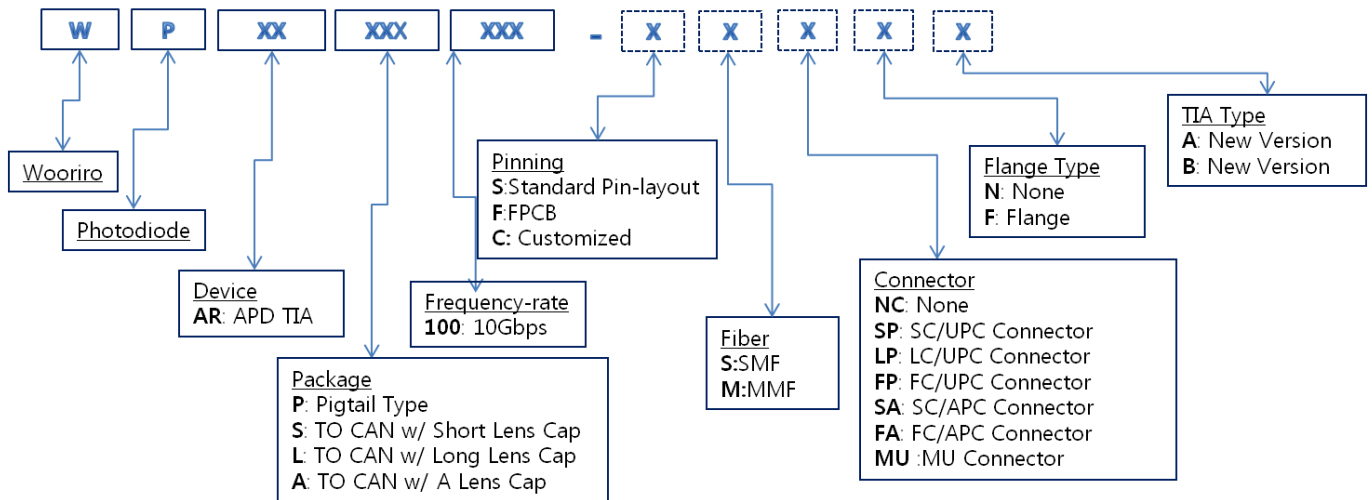 W P XX XXX XXX - X X X X X
Wooriro
Photodiode
Device
AR: APD TIA
Package
P: Pigtail Type
S: TO CAN w/ Short Lens Cap
L: TO CAN w/ Long Lens Cap
A: TO CAN w/ A Lens Cap
Frequency-rate
100: 10Gbps
Pinning
S:Standard Pin-layout
F:FPCB
C: Customized
Fiber
S:SMF
M:MMF
Connector
NC: None
SP: SC/UPC Connector
LP: LC/UPC Connector
FP: FC/UPC Connector
SA: SC/APC Connector
FA: FC/APC Connector
MU :MU Connector
Flange Type
N: None
F: Flange
TIA Type
A: New Version
B: New Version